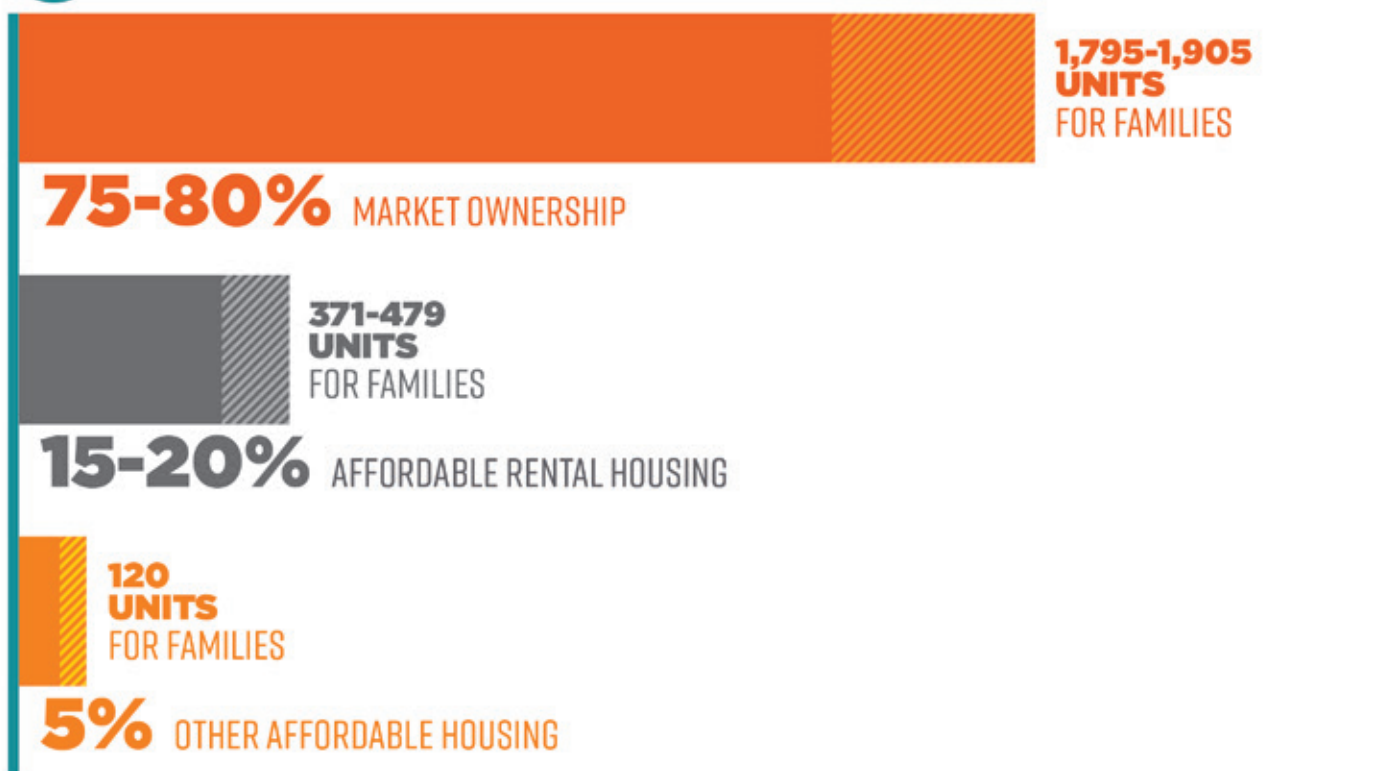 1,795-1,905
UNITS
FOR FAMILIES
75-80% MARKET OWNERSHIP
371-479
UNITS
FOR FAMILIES
15-20% AFFORDABLE RENTAL HOUSING
120
UNITS
FOR FAMILIES
5% OTHER AFFORDABLE HOUSING